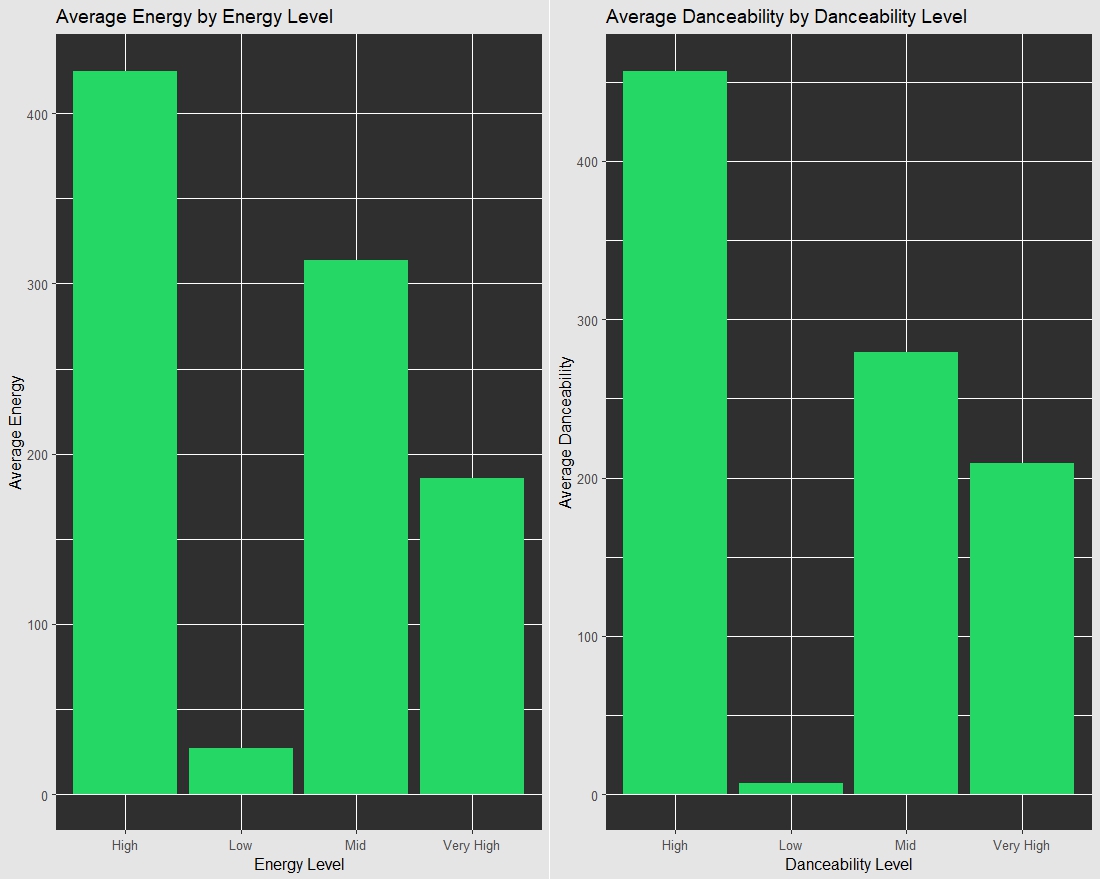 Average Energy by Energy Level
Average Energy
400
300
200
100
0
High Low Mid Very High
Energy Level
Average Danceability by Danceability Level
Average Danceability
400
300
200
100
0
High Low Mid Very High
Danceability Level